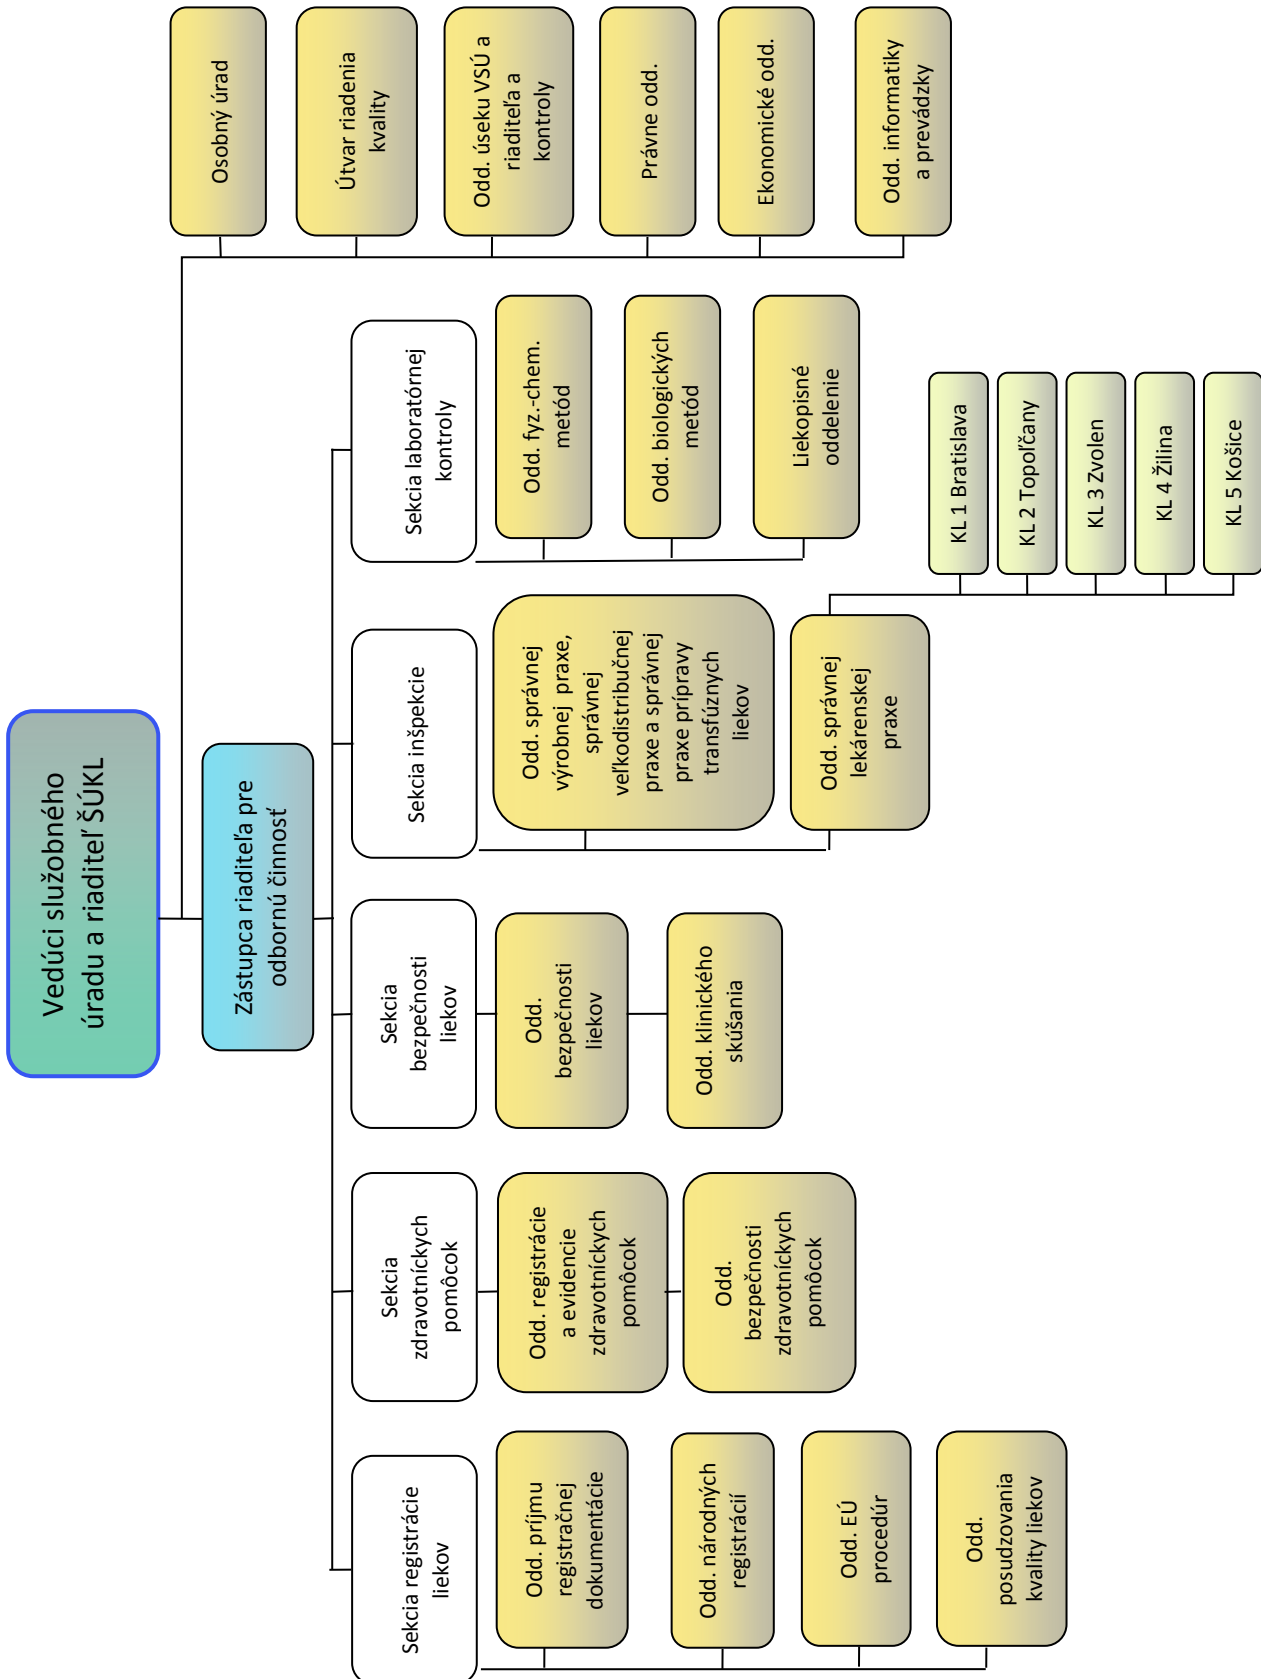 Vedúci služobného
úradu a riaditeľ ŠÚKL
Zástupca riaditeľa pre
odbornú činnosť
Sekcia registrácie
liekov
Odd. príjmu
registračnej
dokumentácie
Odd. národných
registrácií
Odd. EÚ
procedúr
Odd.
posudzovania
kvality liekov
Sekcia
zdravotníckych
pomôcok
Odd. registrácie
a evidencie
zdravotníckych
pomôcok
Odd.
bezpečnosti
zdravotníckych
pomôcok
Sekcia
bezpečnosti
liekov
Odd.
bezpečnosti
liekov
Odd. klinického
skúšania
Sekcia inšpekcie
Odd. správnej
výrobnej praxe,
správnej
veľkodistribučnej
praxe a správnej
praxe prípravy
transfúznych
liekov
Odd. správnej
lekárenskej
praxe
KL 1 Bratislava
KL 2 Topoľčany
KL 3 Zvolen
KL 4 Žilina
KL 5 Košice
Sekcia laboratórnej
kontroly
Odd. fyz.-chem.
metód
Odd. biologických
metód
Liekopisné
oddelenie
Osobný úrad
Útvar riadenia
kvality
Odd. úseku VSÚ a
riaditeľa a
kontroly
Právne odd.
Ekonomické odd.
Odd. informatiky
a prevádzky